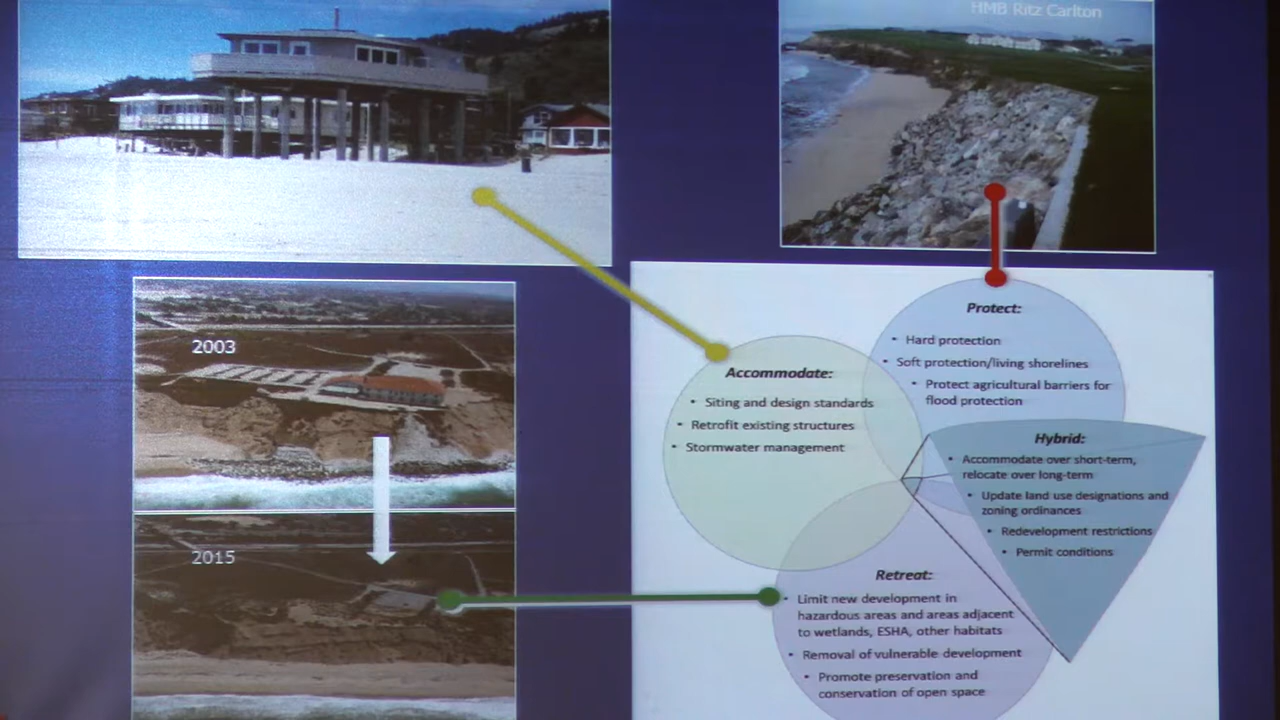 HMB Ritz Carlton
2003
2015
Accommodate:
• Siting and design standards
• Retrofit existing structures
• Stormwater management
Protect:
• Hard protection
• Soft protection/living shorelines
• Protect agricultural barriers for
flood protection
Hybrid:
• Accommodate over short-term,
relocate over long-term
• Update land use designations and
zoning ordinances
• Redevelopment restrictions
• Permit conditions
Retreat:
• Limit new development in
hazardous areas and areas adjacent
to wetlands, ESHA, other habitats
• Removal of vulnerable development
• Promote preservation and
conservation of open space